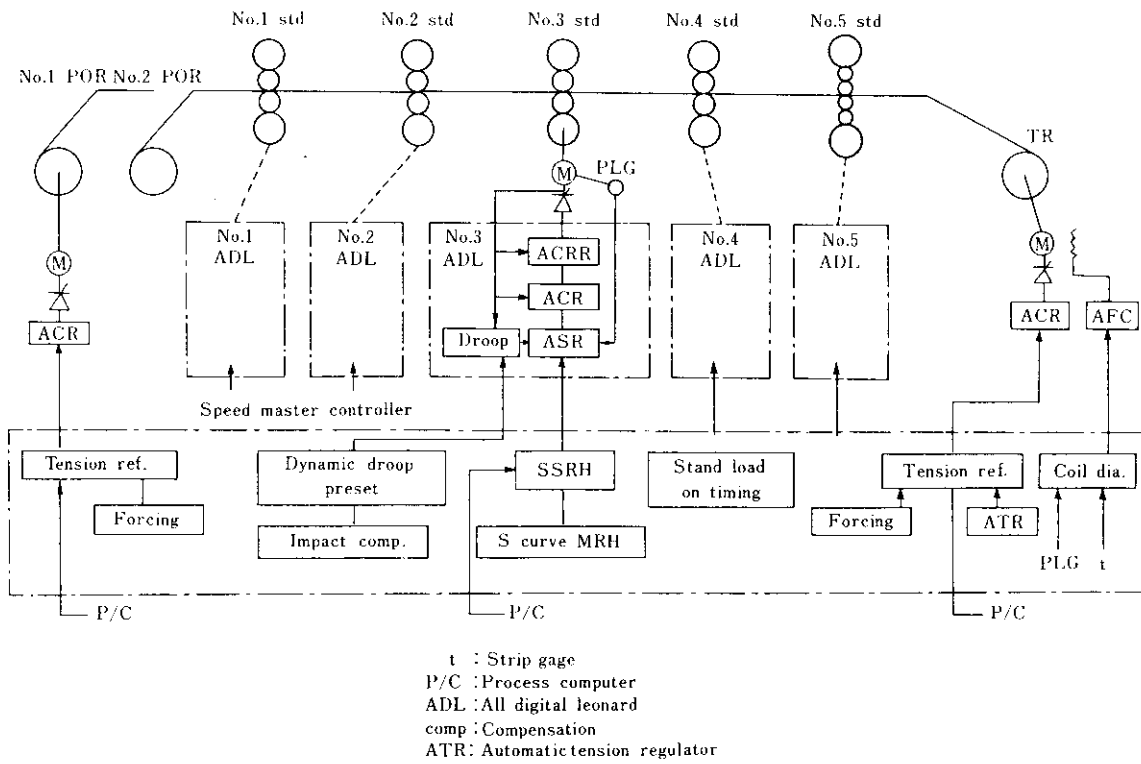 No.1 std
No.2 std
No.3 std
No.4 std
No.5 std
No.1 POR
No.2 POR
TR
PLG
M
No.1
ADL
No.2
ADL
No.3
ADL
No.4
ADL
No.5
ADL
M
ACRR
ACR
Droop
ASR
ACR
M
ACR
AFC
Speed master controller
Tension ref.
Forcing
Dynamic droop
preset
Impact comp.
SSRH
S curve MRH
Stand load
on timing
Tension ref.
Forcing
ATR
Coil dia.
PLG
t
P/C
P/C
P/C
t : Strip gage
P/C : Process computer
ADL : All digital leonard
comp : Compensation
ATR : Automatic tension regulator